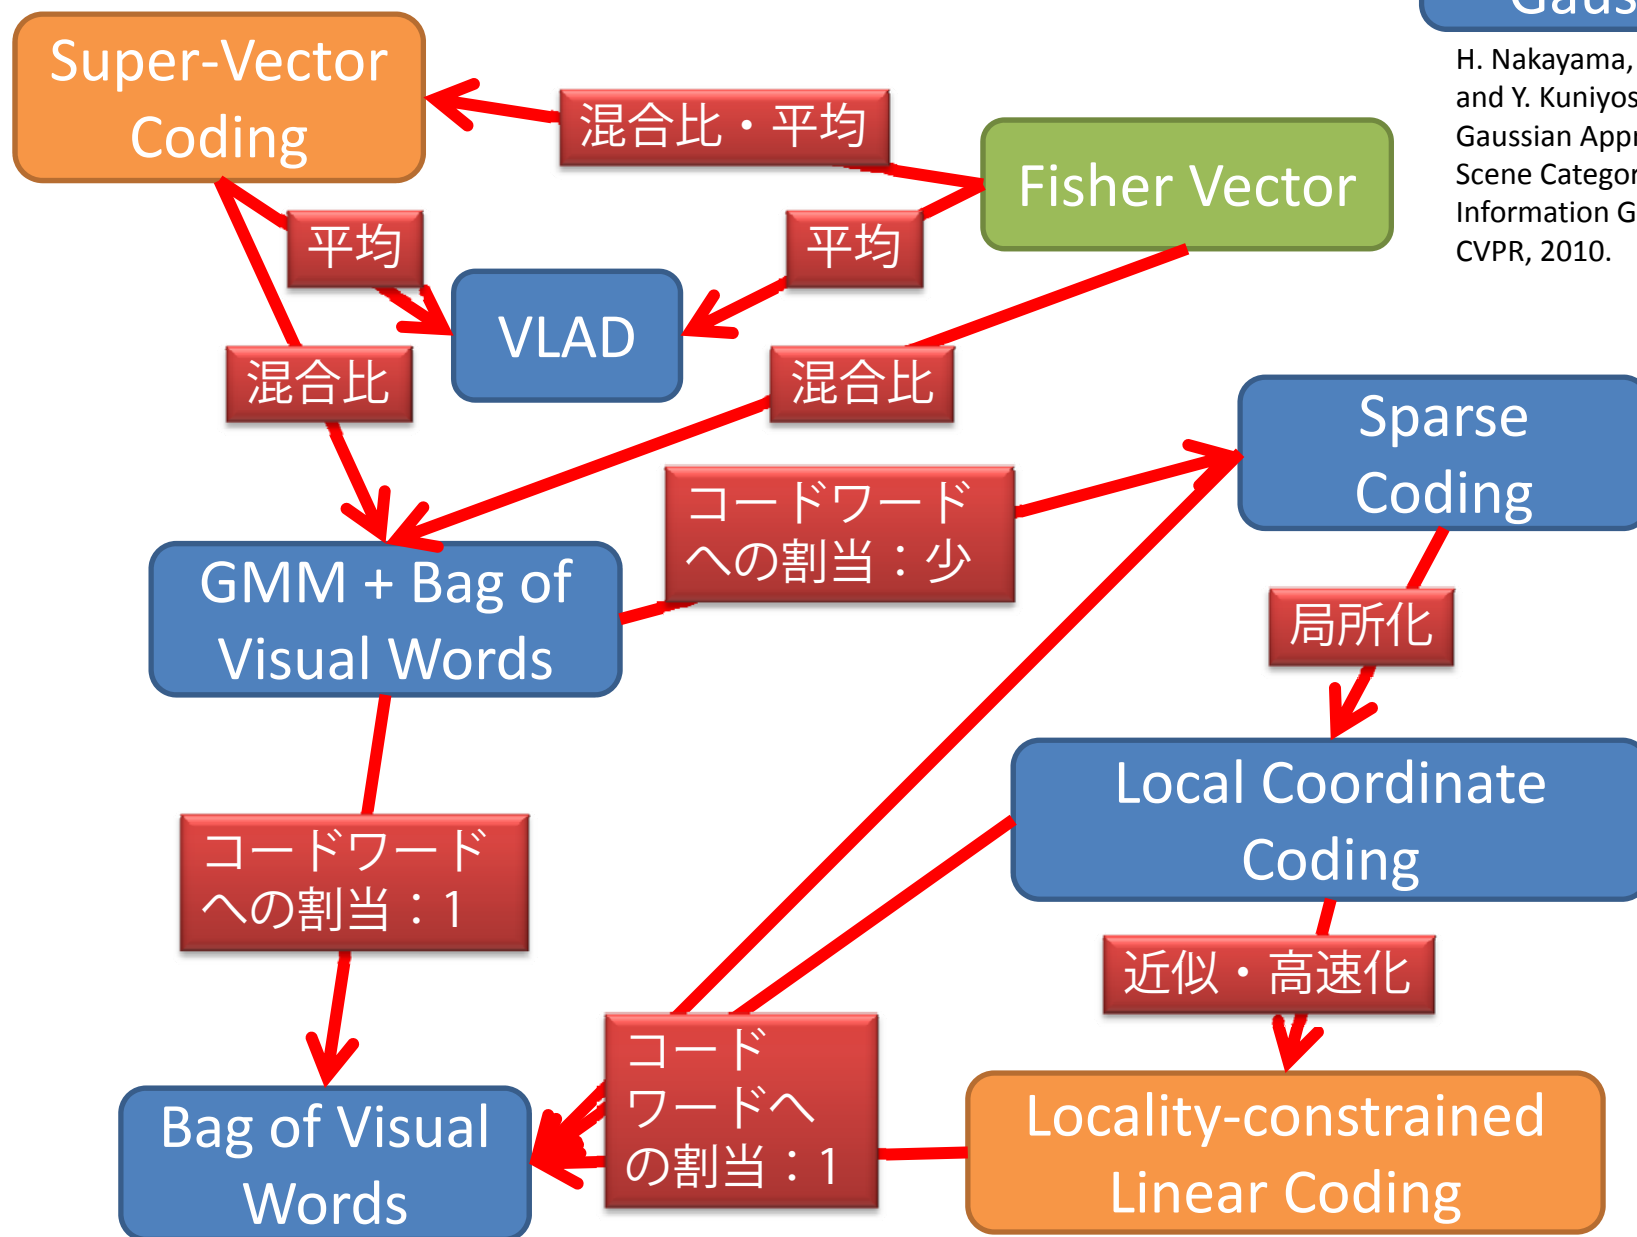 Super-Vector
Coding
混合比・平均
Fisher Vector
H. Nakayama,
and Y.
Gaussian
Scene
Information
CVPR, 2010.
平均
平均
VLAD
混合比
混合比
Sparse
Coding
コードワード
への割当：少
GMM + Bag of
Visual Words
局所化
Local Coordinate
Coding
コードワード
への割当：1
近似・高速化
コード
ワードへ
の割当：1
Bag of Visual
Words
Locality-constrained
Linear Coding